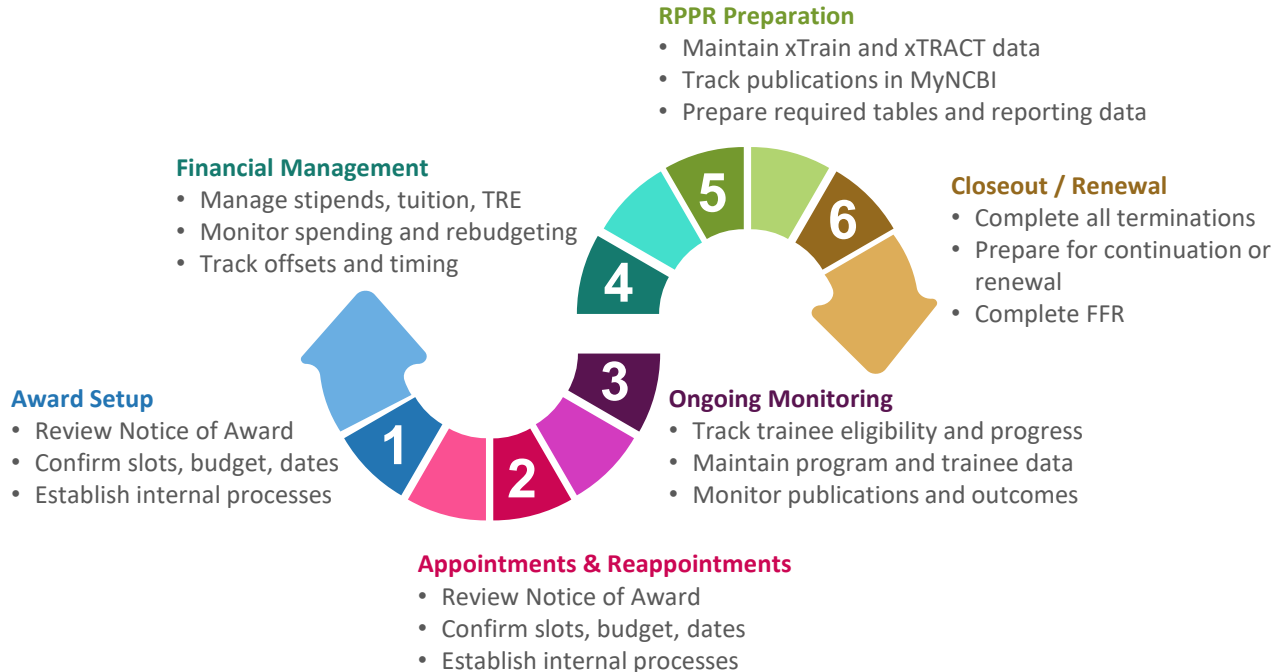 RPPR Preparation
• Maintain xTrain and xTRACT data
• Track publications in MyNCBI
• Prepare required tables and reporting data
Financial Management
• Manage stipends, tuition, TRE
• Monitor spending and rebudgeting
• Track offsets and timing
Closeout / Renewal
• Complete all terminations
• Prepare for continuation or
renewal
• Complete FFR
5
6
4
3
1
2
Award Setup
• Review Notice of Award
• Confirm slots, budget, dates
• Establish internal processes
Ongoing Monitoring
• Track trainee eligibility and progress
• Maintain program and trainee data
• Monitor publications and outcomes
Appointments & Reappointments
• Review Notice of Award
• Confirm slots, budget, dates
• Establish internal processes